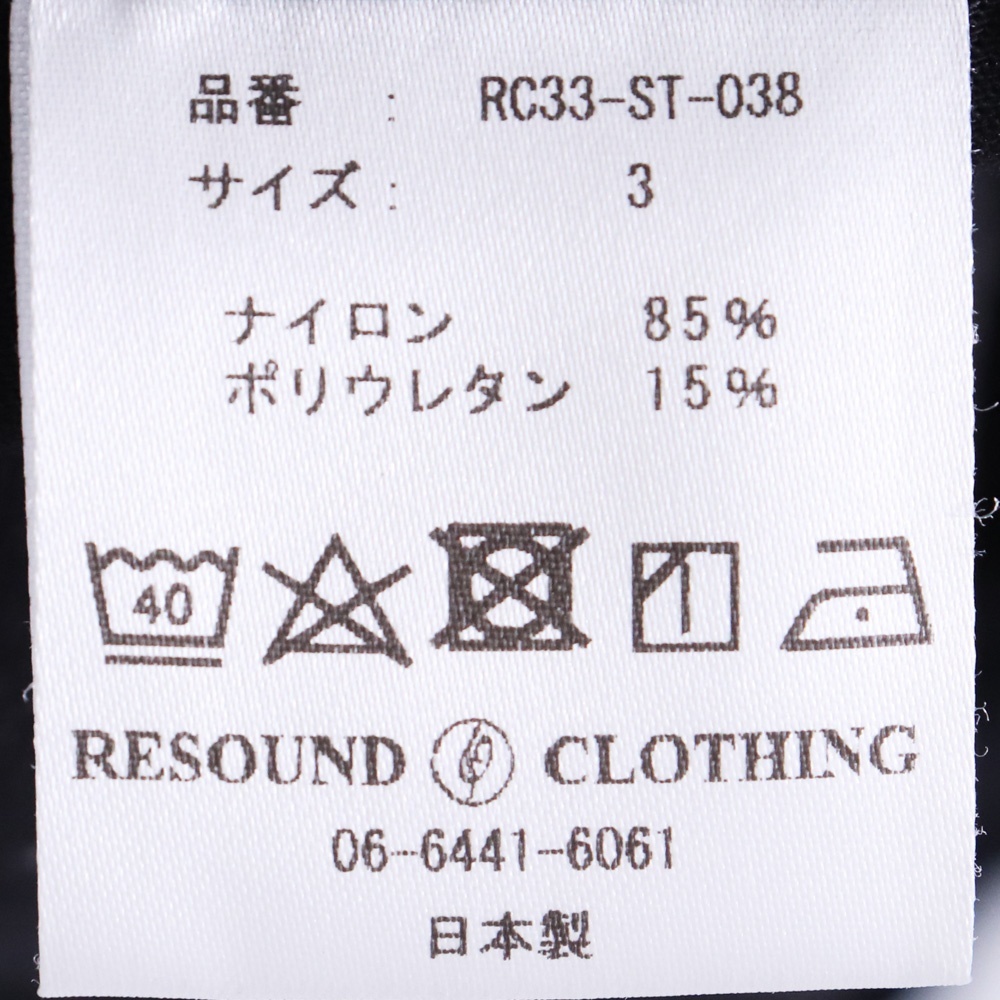 品番 : RC33-ST-038
サイズ : 3
ナイロン 85%
ポリウレタン 15%
40
RESOUND CLOTHING
06-6441-6061
日本製